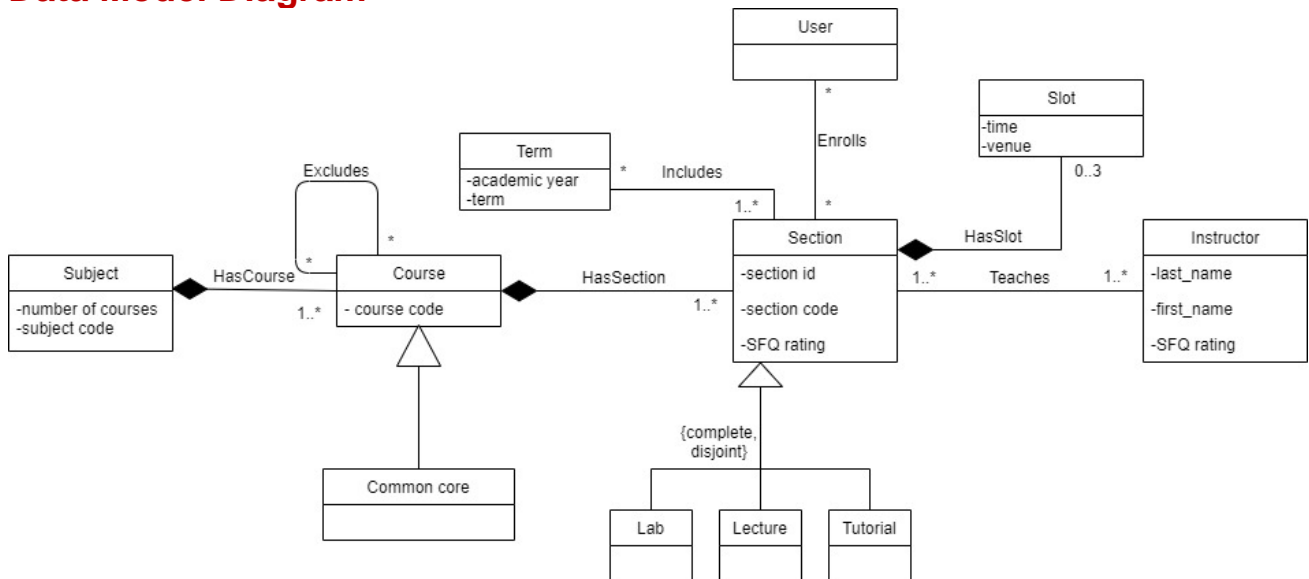 Data Model Diagram
User
*
Enrolls
*
Slot
-time
-venue
0..3
HasSlot
Term
-academic year
-term
*
Includes
1..*
Excludes
*
*
Subject
-number of courses
-subject code
HasCourse
1..*
Course
- course code
HasSection
1..*
Section
-section id
-section code
-SFQ rating
1..*
Teaches
1..*
Instructor
-last_name
-first_name
-SFQ rating
{complete,
disjoint}
Common core
Lab
Lecture
Tutorial